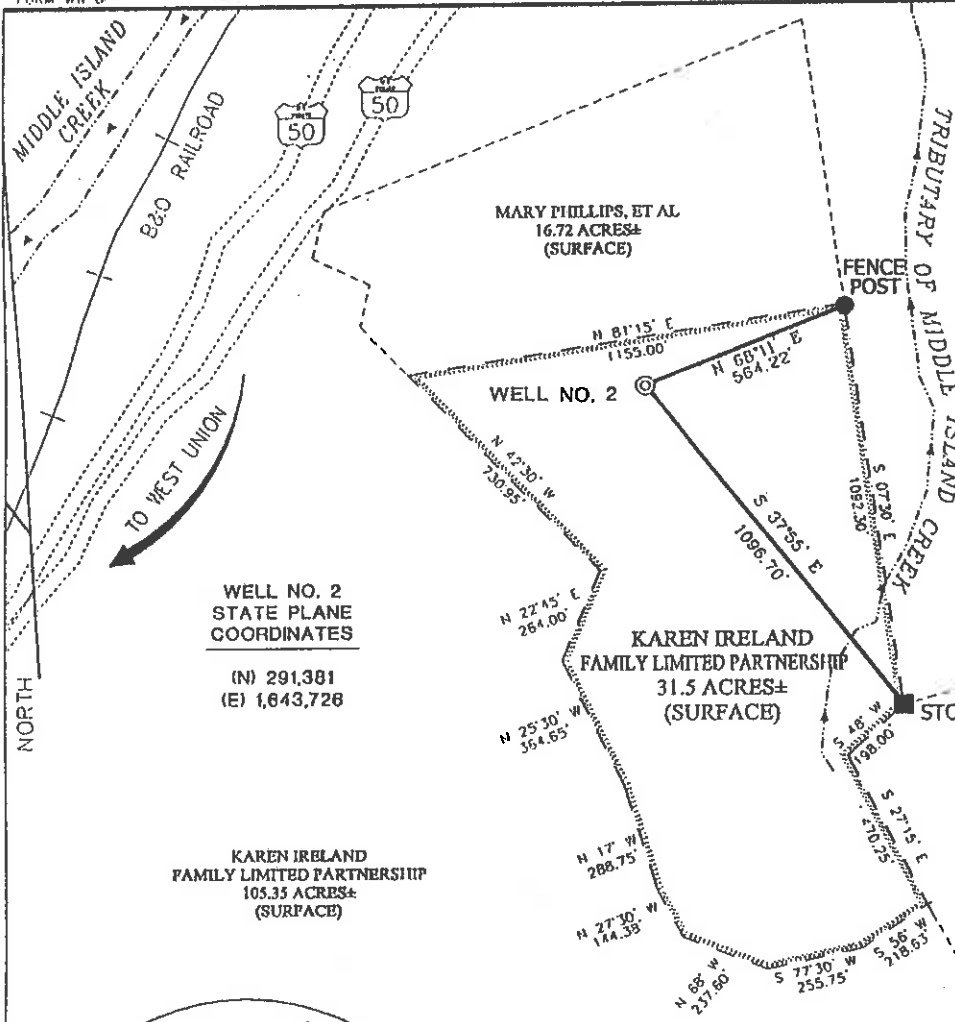 MIDDLE ISLAND
CREEK
B&O RAILROAD
50
50
MARY PHILLIPS, ET AL
16.72 ACRES±
(SURFACE)
TRIBUTARY OF MIDDLE ISLAND CREEK
FENCE
POST
N 81°15' E
1155.00'
N 68°11' E
564.22'
WELL NO. 2
TO WEST UNION
N 42°30' W
730.95'
S 07°30' E
1092.30
S 37°55' E
1096.70'
WELL NO. 2
STATE PLANE
COORDINATES
(N) 291,381
(E) 1,643,726
NORTH
N 22°45' E
264.00'
KAREN IRELAND
FAMILY LIMITED PARTNERSHIP
31.5 ACRES±
(SURFACE)
STO
N 25°30' W
364.65'
S 48° W
198.00'
S 27°15' E
470.25'
KAREN IRELAND
FAMILY LIMITED PARTNERSHIP
105.35 ACRES±
(SURFACE)
N 17° W
288.75'
N 27°30' W
144.38'
N 68° W
237.60'
S 77°30' W
255.75'
S 56° W
218.63'